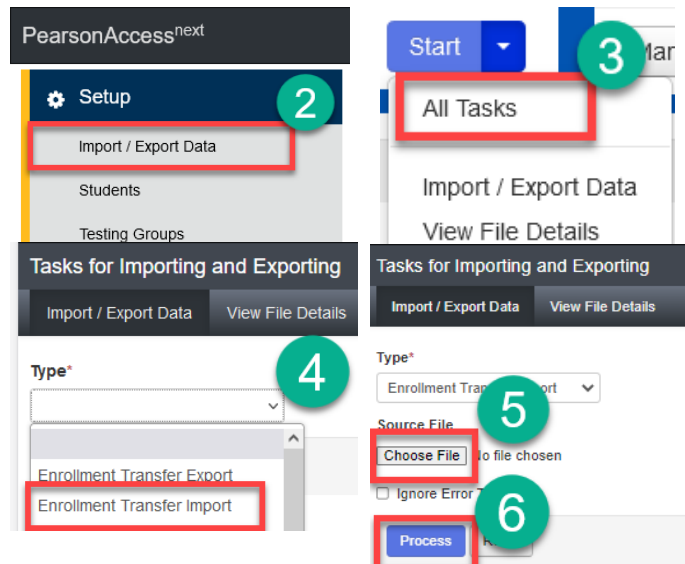 PearsonAccessnext
Setup
2
Import / Export Data
Students
Testing Groups
Start
3
All Tasks
Import / Export Data
View File Details
Tasks for Importing and Exporting
Import / Export Data View File Details
4
Type*
Enrollment Transfer Export
Enrollment Transfer Import
Tasks for Importing and Exporting
Import / Export Data View File Details
Type*
Enrollment
5
Source File
Choose File No file chosen
Ignore Error
6
Process